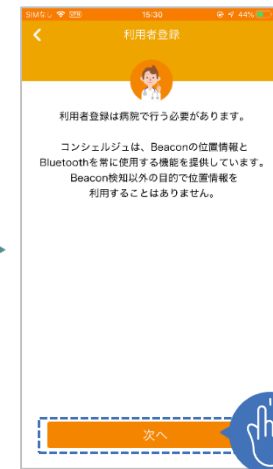 SIMなし 15:30 44%
利用者登録
利用者登録は病院で行う必要があります。
コンシェルジュは、Beaconの位置情報と
Bluetoothを常に使用する機能を提供しています。
Beacon検知以外の目的で位置情報を
利用することはありません。
次へ